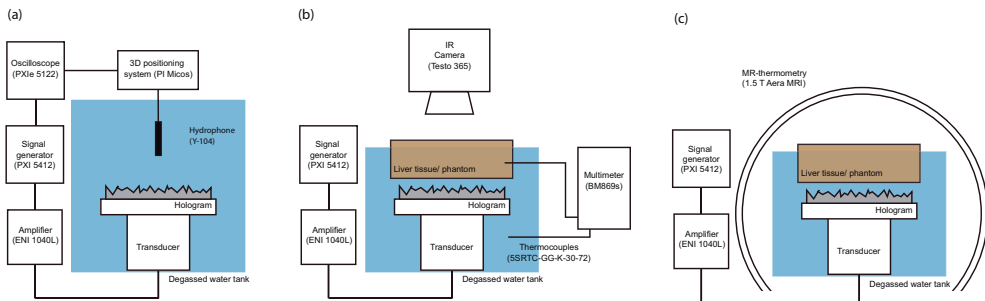 (a)
Oscilloscope
(PXIe 5122)
3D positioning
system (PI Micos)
Hydrophone
(Y-104)
Signal
generator
(PXI 5412)
Hologram
Amplifier
(ENI 1040L)
Transducer
Degassed water tank
(b)
IR
Camera
(Testo 365)
Signal
generator
(PXI 5412)
Liver tissue/ phantom
Multimeter
(BM869s)
Hologram
Amplifier
(ENI 1040L)
Transducer
Thermocouples
(5SRTC-GG-K-30-72)
Degassed water tank
(c)
MR-thermometry
(1.5 T Aera MRI)
Signal
generator
(PXI 5412)
Liver tissue/ phantom
Hologram
Amplifier
(ENI 1040L)
Transducer
Degassed water tank